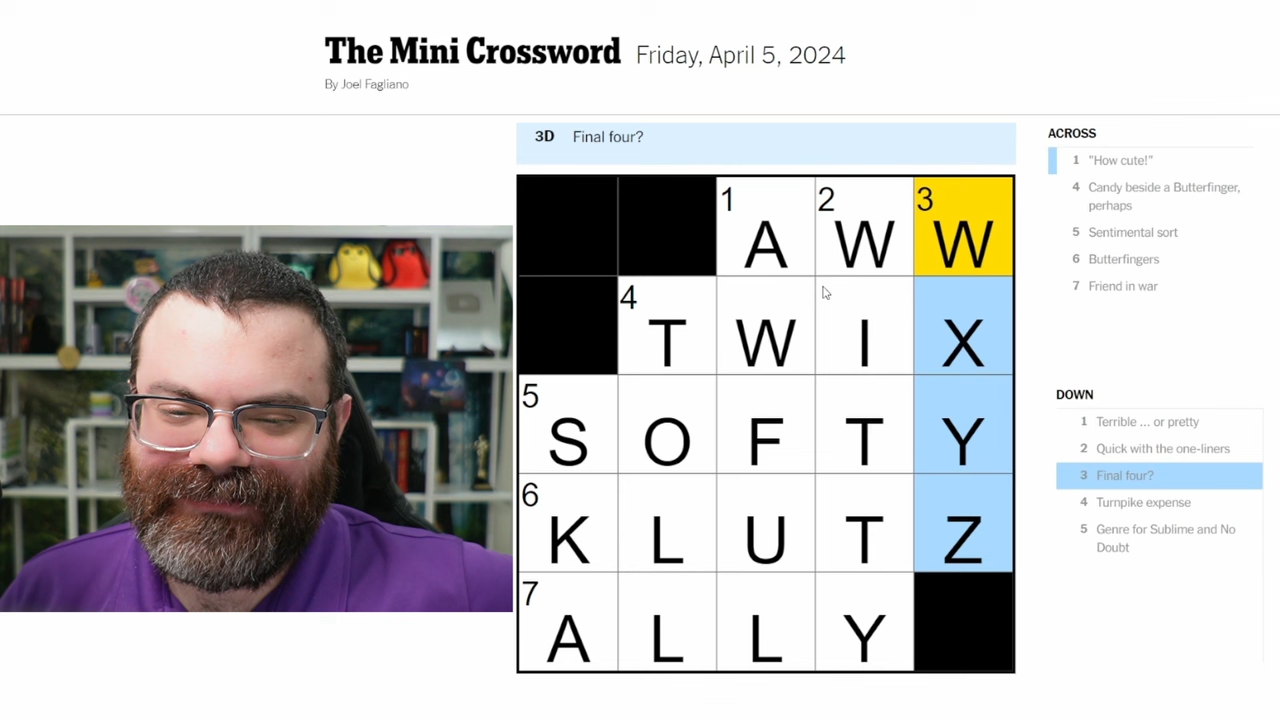 The Mini Crossword Friday, April 5, 2024
By Joel Fagliano
3D Final four?
1 A 2 W 3 W
4 T W I X
5 S O F T Y
6 K L U T Z
7 A L L Y
ACROSS
1 "How cute!"
4 Candy beside a Butterfinger,
perhaps
5 Sentimental sort
6 Butterfingers
7 Friend in war
DOWN
1 Terrible ... or pretty
2 Quick with the one-liners
3 Final four?
4 Turnpike expense
5 Genre for Sublime and No
Doubt